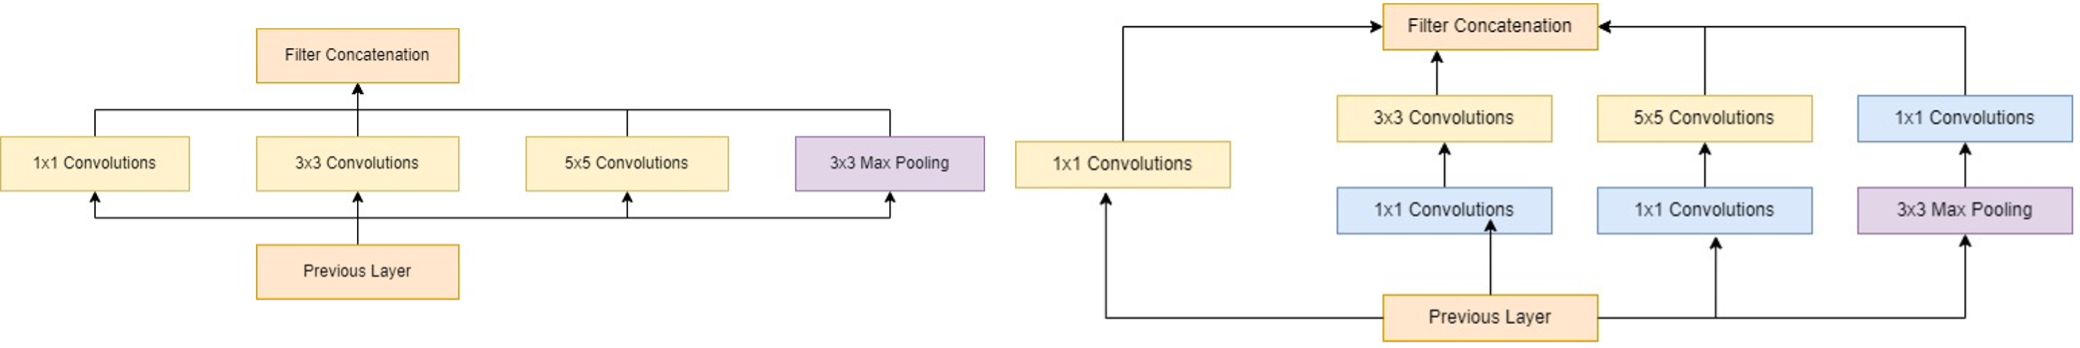 Filter Concatenation
1x1 Convolutions
3x3 Convolutions
5x5 Convolutions
3x3 Max Pooling
Previous Layer
Filter Concatenation
3x3 Convolutions
5x5 Convolutions
1x1 Convolutions
1x1 Convolutions
1x1 Convolutions
1x1 Convolutions
3x3 Max Pooling
Previous Layer